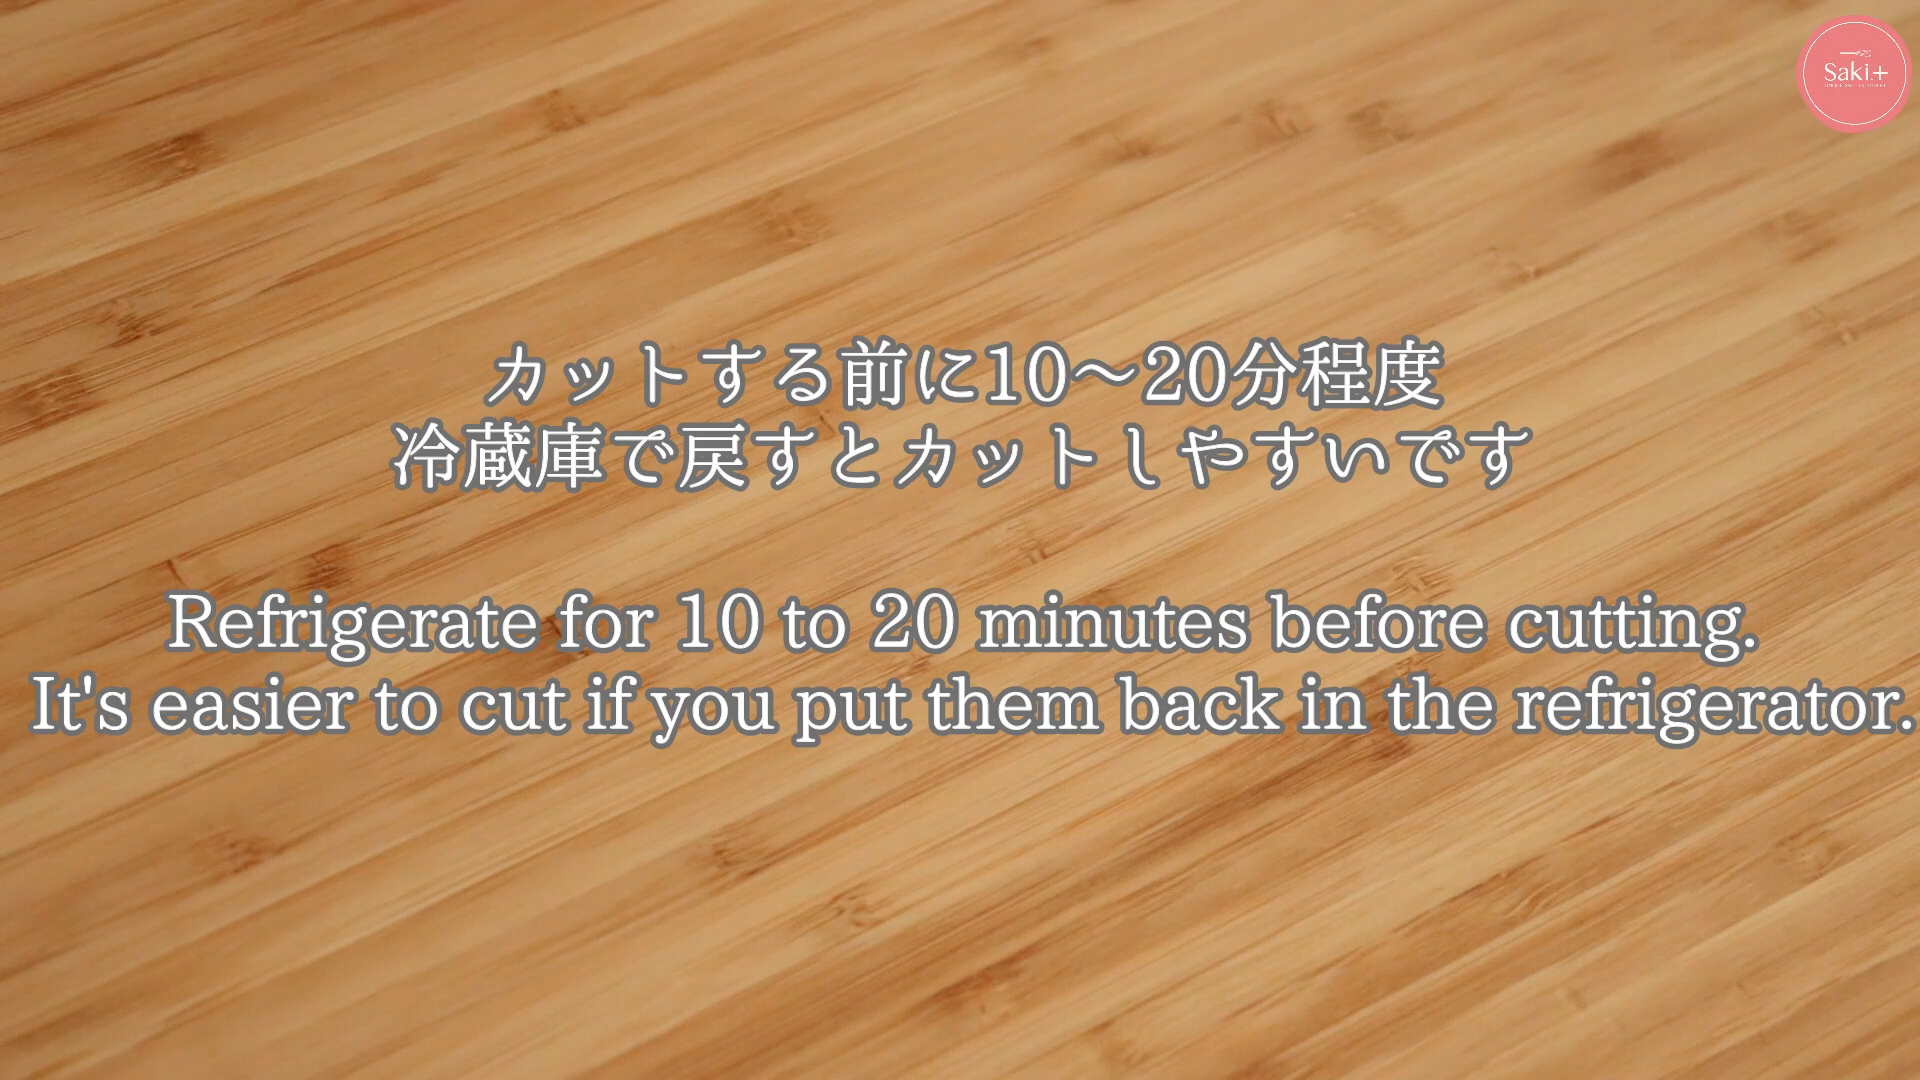 Saki.+
カットする前に10～20分程度
冷蔵庫で戻すとカットしやすいです
Refrigerate for 10 to 20 minutes before cutting.
It's easier to cut if you put them back in the refrigerator.